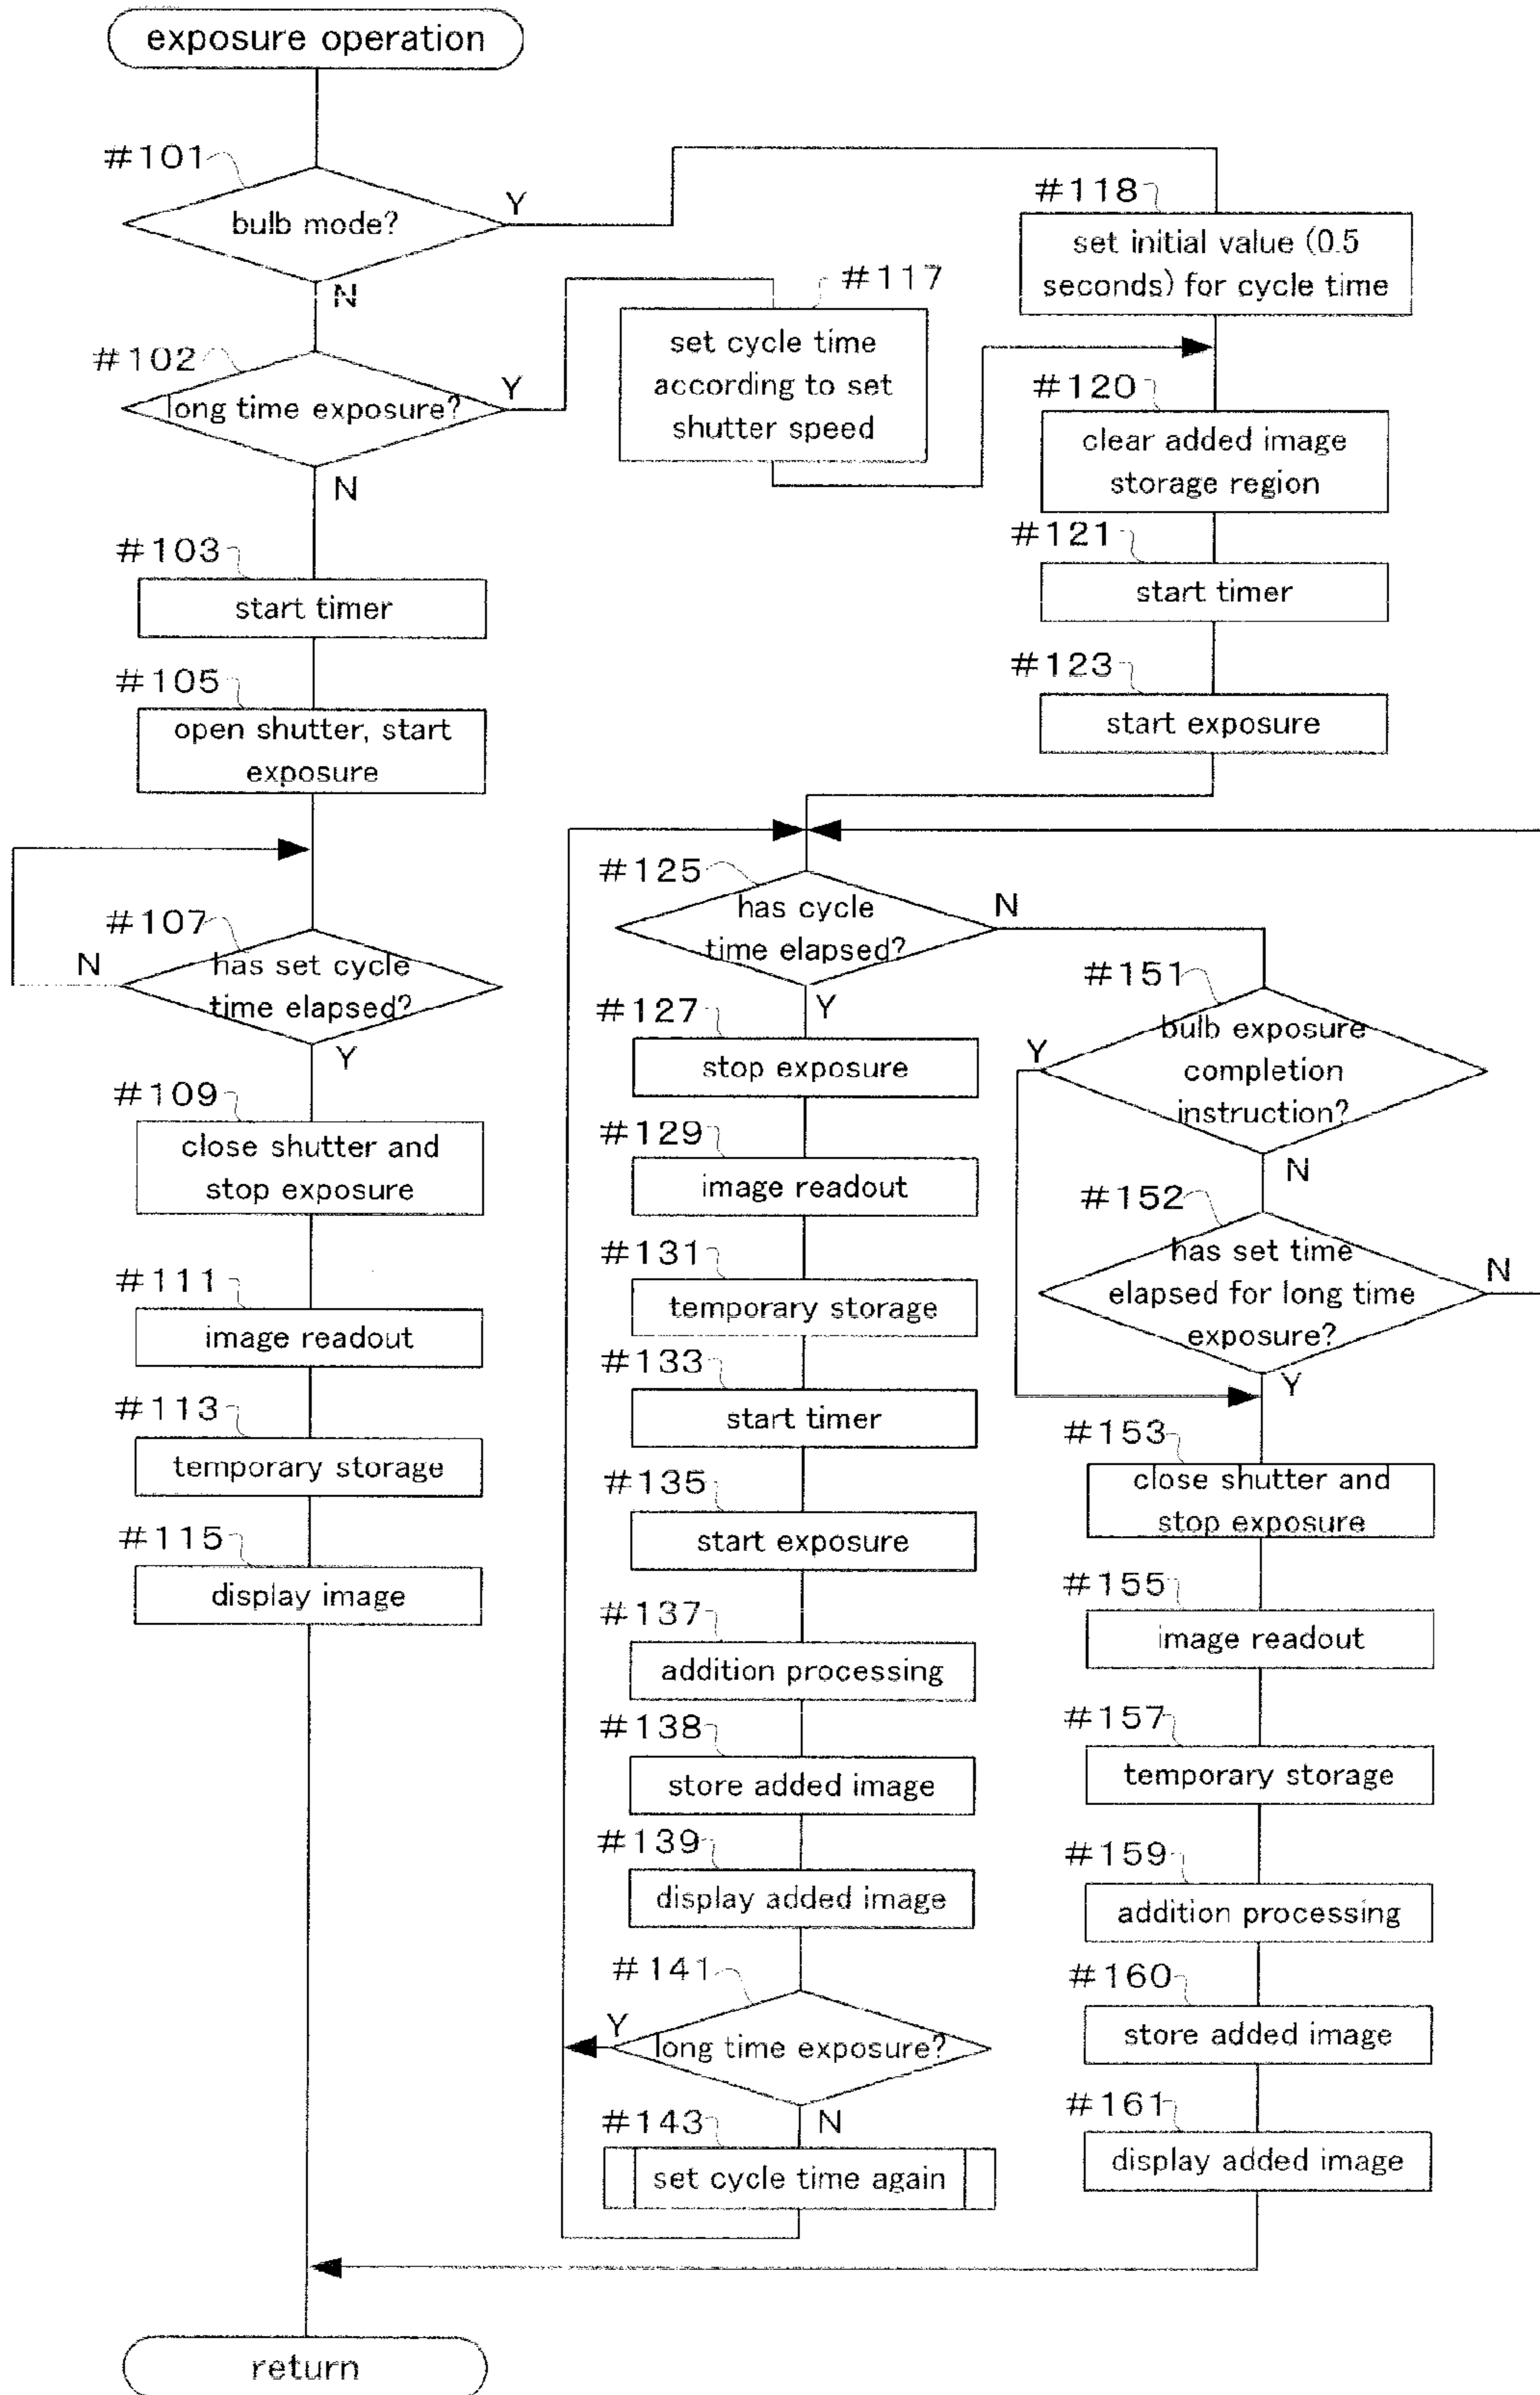 exposure operation
#101
bulb mode?
Y
N
#102
long time exposure?
Y
N
#103
start timer
#105
open shutter, start
exposure
#107
has set cycle
time elapsed?
N
Y
#109
close shutter and
stop exposure
#111
image readout
#113
temporary storage
#115
display image
#117
set cycle time
according to set
shutter speed
#118
set initial value (0.5
seconds) for cycle time
#120
clear added image
storage region
#121
start timer
#123
start exposure
#125
has cycle
time elapsed?
N
Y
#127
stop exposure
#129
image readout
#131
temporary storage
#133
start timer
#135
start exposure
#137
addition processing
#138
store added image
#139
display added image
#141
long time exposure?
Y
N
#143
set cycle time again
#151
bulb exposure
completion
instruction?
Y
N
#152
has set time
elapsed for long time
exposure?
N
Y
#153
close shutter and
stop exposure
#155
image readout
#157
temporary storage
#159
addition processing
#160
store added image
#161
display added image
return